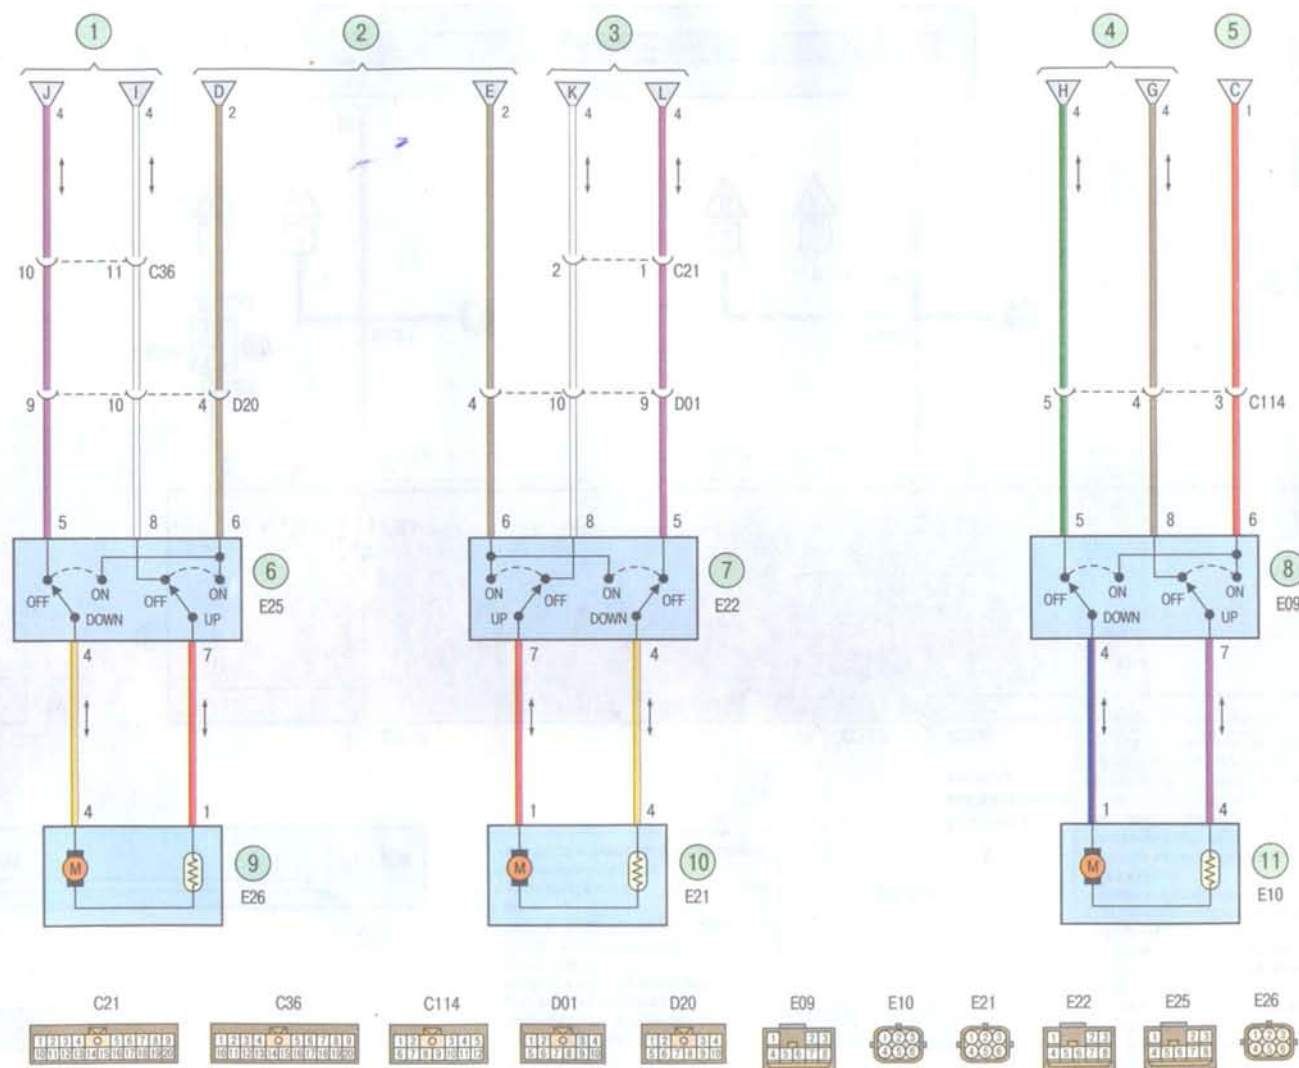 1 2 3 4 5
J I D E K L H G C
4 4 2 2 4 4 4 4 1
10 11 C36 2 1 C21
9 10 4 D20 4 10 9 D01 5 4 3 C114
5 8 6 6 8 5 5 8 6
6 7 8
OFF ON OFF ON E25 ON OFF ON OFF E22 OFF ON OFF ON E09
DOWN UP UP DOWN DOWN UP
4 7 7 4 4 7
4 1 1 4 1 4
M 9 M 10 M 11
E26 E21 E10
C21 C36 C114 D01 D20 E09 E10 E21 E22 E25 E26